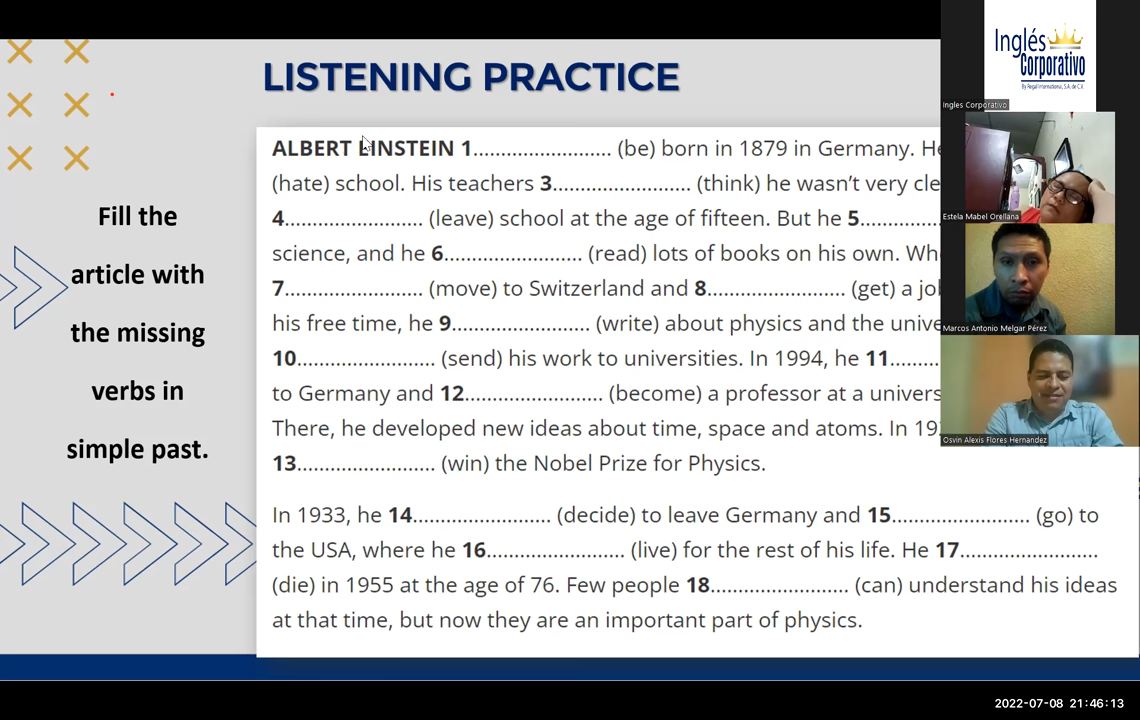 LISTENING PRACTICE
Fill the
article with
the missing
verbs in
simple past.
ALBERT EINSTEIN 1........................ (be) born in 1879 in Germany. He
(hate) school. His teachers 3........................ (think) he wasn't very cle
4........................ (leave) school at the age of fifteen. But he 5..............
science, and he 6........................ (read) lots of books on his own. Wh
7........................ (move) to Switzerland and 8........................ (get) a jo
his free time, he 9........................ (write) about physics and the unive
10........................ (send) his work to universities. In 1994, he 11.........
to Germany and 12........................ (become) a professor at a univers
There, he developed new ideas about time, space and atoms. In 19
13........................ (win) the Nobel Prize for Physics.
In 1933, he 14........................ (decide) to leave Germany and 15........................ (go) to
the USA, where he 16........................ (live) for the rest of his life. He 17........................
(die) in 1955 at the age of 76. Few people 18........................ (can) understand his ideas
at that time, but now they are an important part of physics.
Inglés
Corporativo
By Regal International, S.A. de C.V.
Ingles Corporativo
Estela Mabel Orellana
Marcos Antonio Melgar Pérez
Osvin Alexis Flores Hernandez
2022-07-08 21:46:13